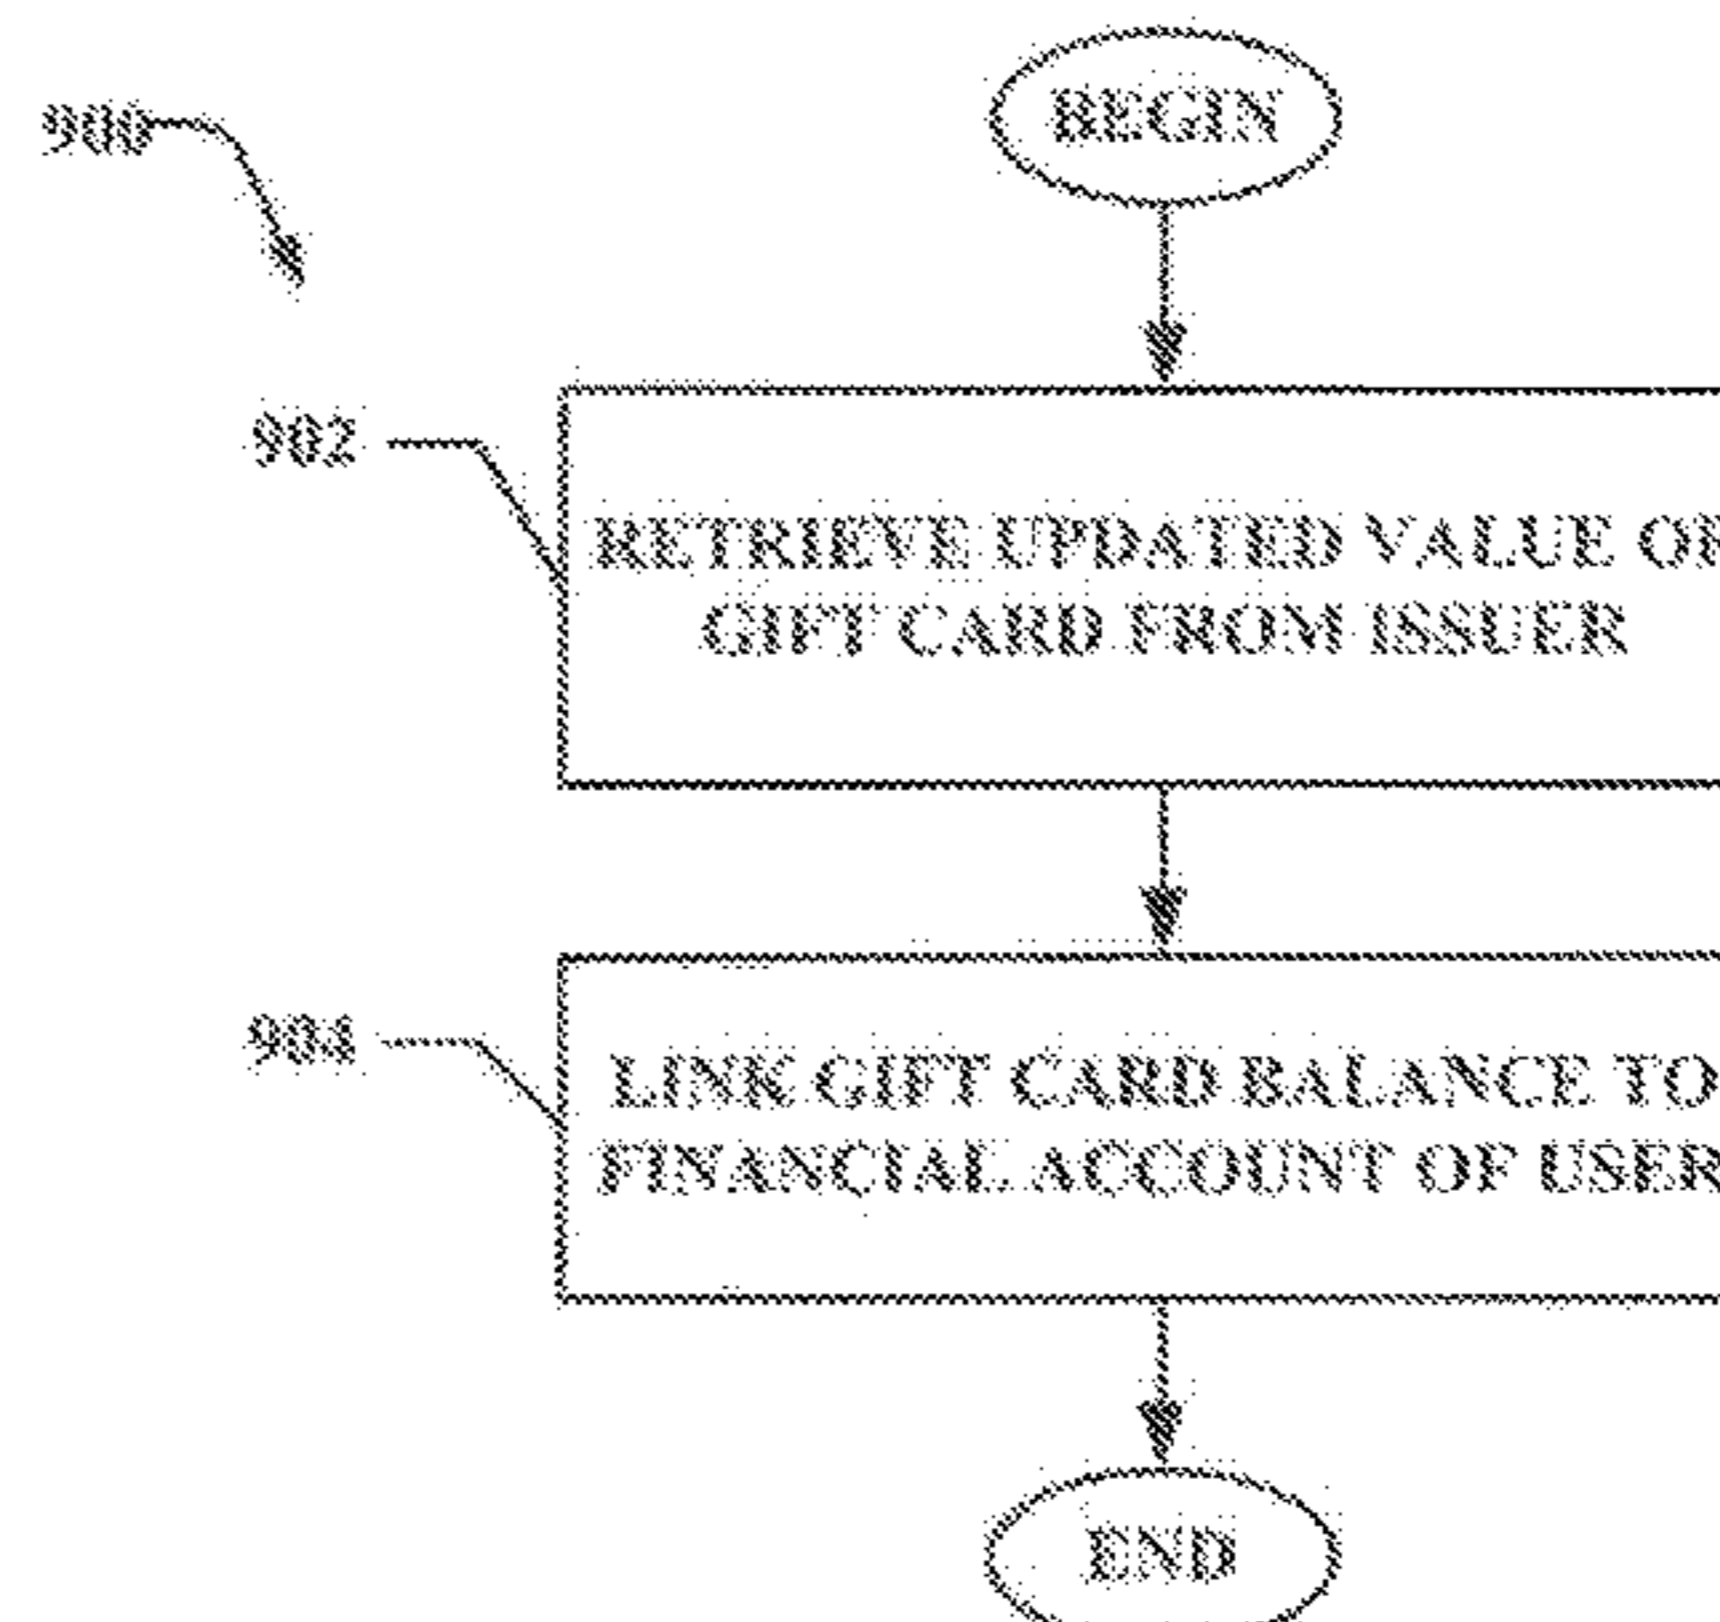 900
BEGIN
902
RETRIEVE UPDATED VALUE OF
GIFT CARD FROM ISSUER
904
LINK GIFT CARD BALANCE TO
FINANCIAL ACCOUNT OF USER
END